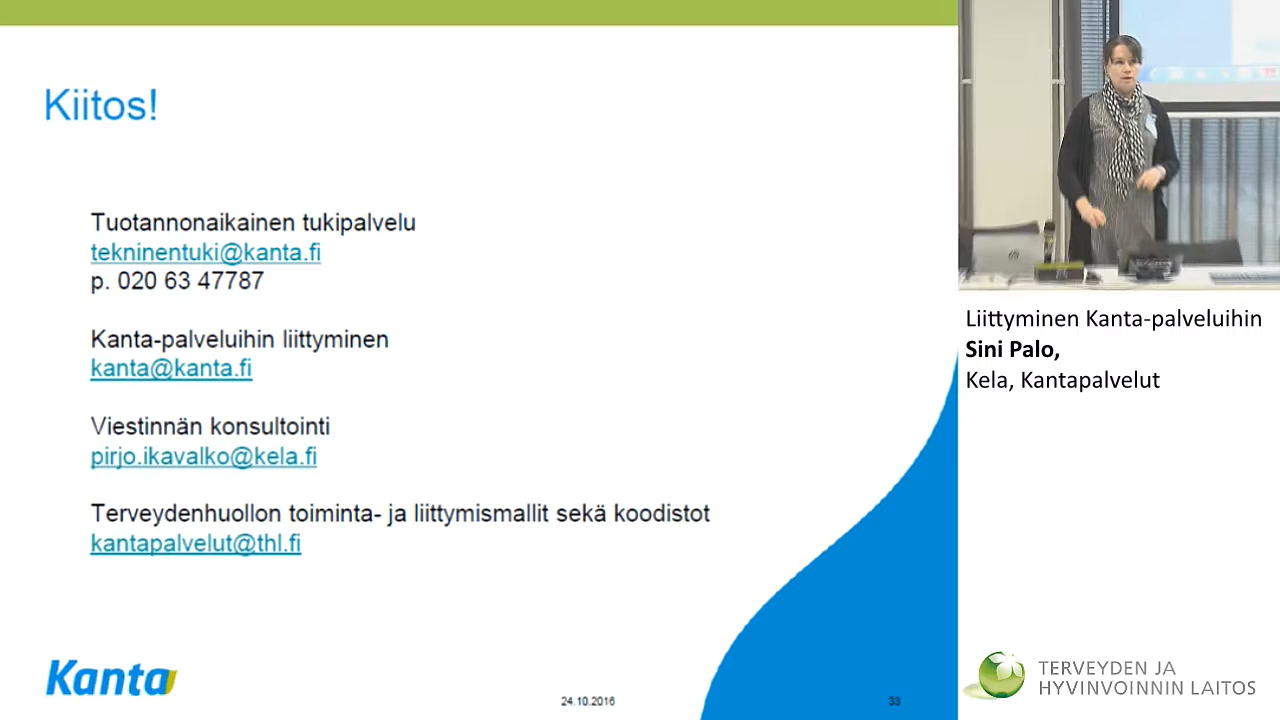 Kiitos!
Tuotannonaikainen tukipalvelu
tekninentuki@kanta.fi
p. 020 63 47787
Kanta-palveluihin liittyminen
kanta@kanta.fi
Viestinnän konsultointi
pirjo.ikavalko@kela.fi
Terveydenhuollon toiminta- ja liittymismallit sekä koodistot
kantapalvelut@thl.fi
Kanta
24.10.2016
33
Liittyminen Kanta-palveluihin
Sini Palo,
Kela, Kantapalvelut
TERVEYDEN JA
HYVINVOINNIN LAITOS